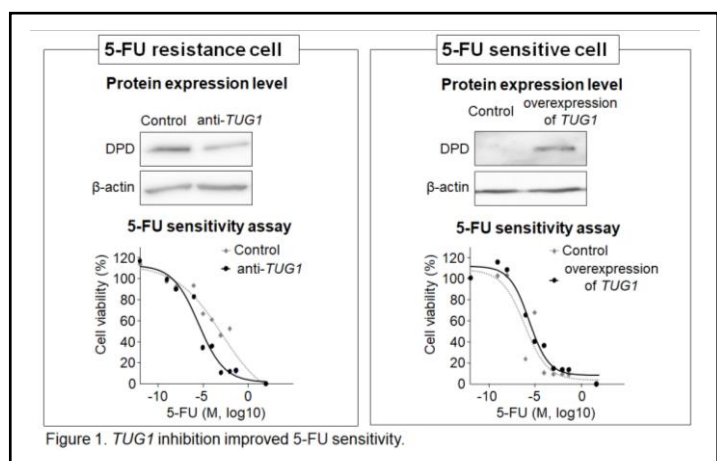 5-FU resistance cell
Protein expression level
Control anti-TUG1
DPD
β-actin
5-FU sensitivity assay
Control
anti-TUG1
Cell viability (%)
120
100
80
60
40
20
0
-10 -5 0
5-FU (M, log10)
5-FU sensitive cell
Protein expression level
Control overexpression
of TUG1
DPD
β-actin
5-FU sensitivity assay
Control
overexpression
of TUG1
Cell viability (%)
120
100
80
60
40
20
0
-10 -5 0
5-FU (M, log10)
Figure 1. TUG1 inhibition improved 5-FU sensitivity.